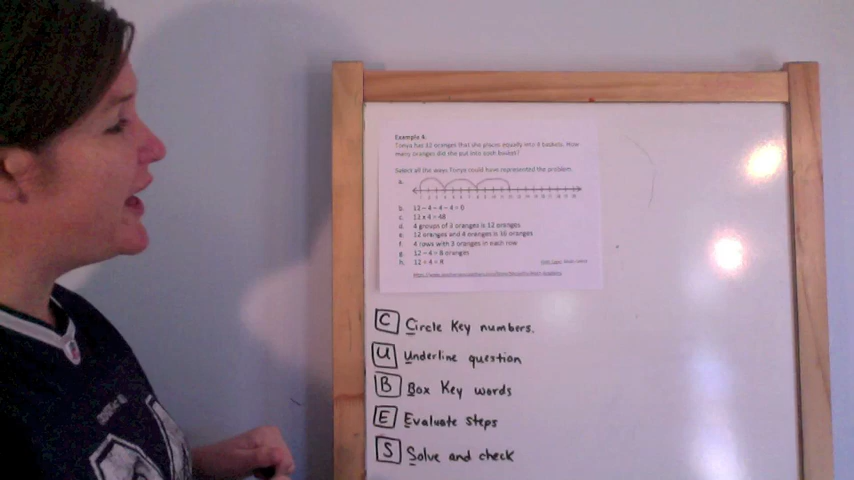 Example 4.
Tonya has 12 oranges that she places equally into 4 baskets. How
many oranges did she put into each basket?
Select all the ways Tonya could have represented the problem.
a.
b. 12 − 4 − 4 − 4 = 0
c. 12 x 4 = 48
d. 4 groups of 3 oranges is 12 oranges
e. 12 oranges and 4 oranges is 16 oranges
f. 4 rows with 3 oranges in each row
g. 12 − 4 = 8 oranges
h.
C Circle Key numbers.
U Underline question
B Box Key words
E Evaluate steps
S Solve and check